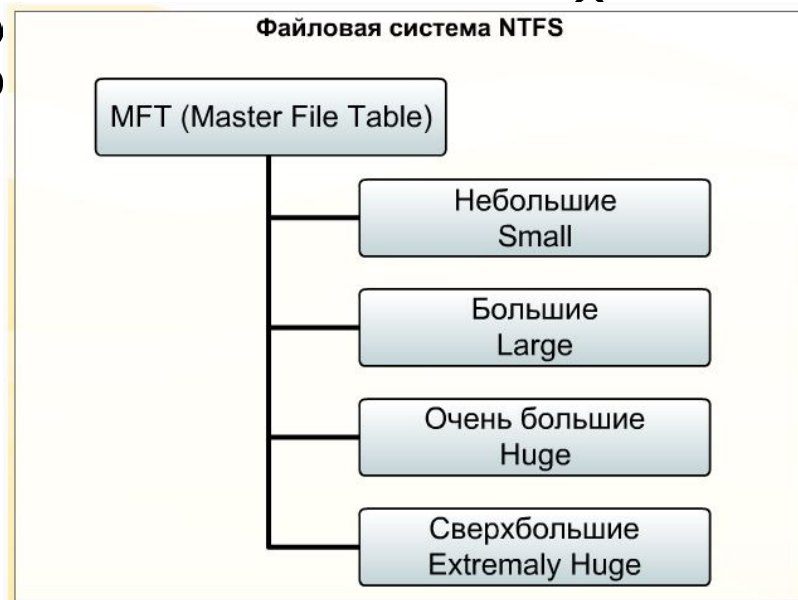 Файловая система NTFS
MFT (Master File Table)
Небольшие
Small
Большие
Large
Очень большие
Huge
Сверхбольшие
Extremaly Huge